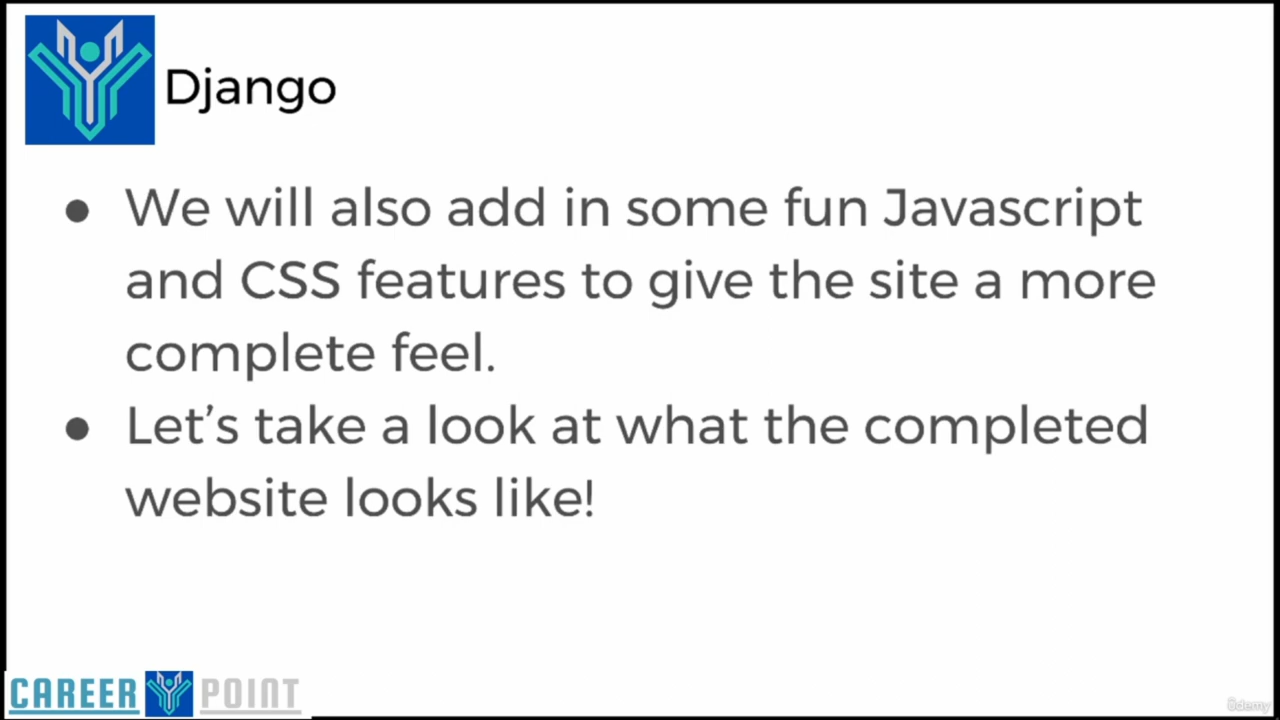 Django
● We will also add in some fun Javascript
and CSS features to give the site a more
complete feel.
● Let’s take a look at what the completed
website looks like!
CAREER POINT
ûdemy